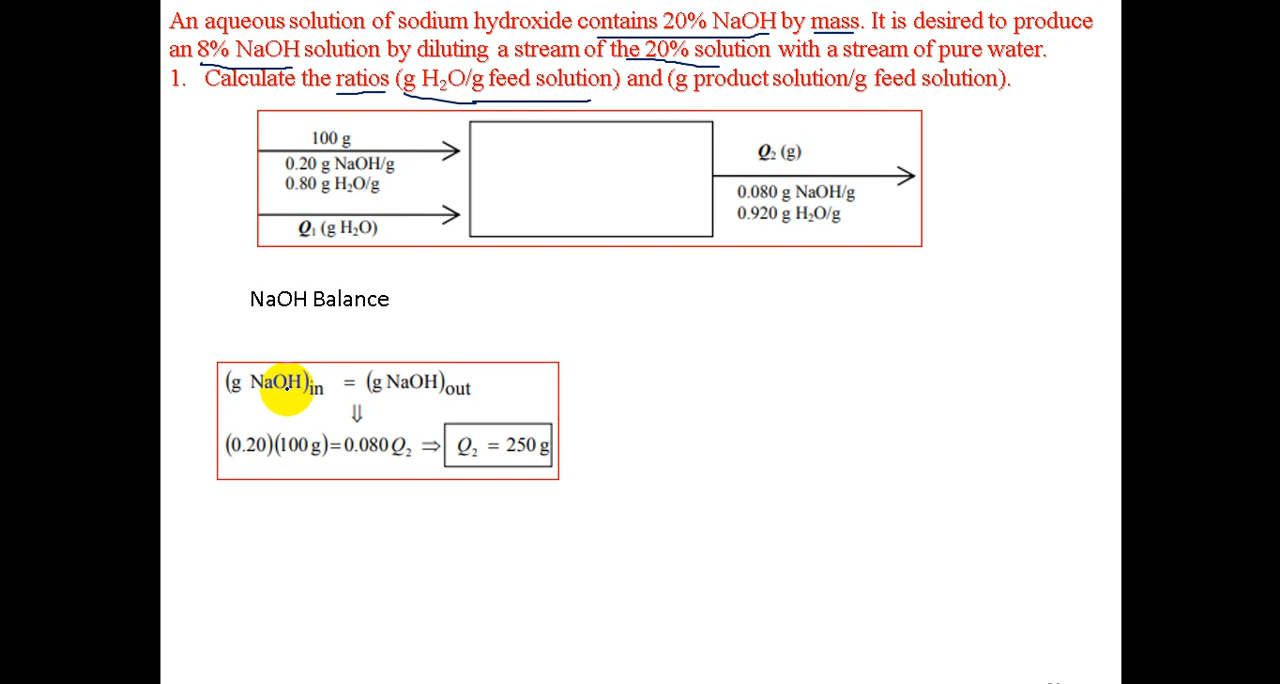 An aqueous solution of sodium hydroxide contains 20% NaOH by mass. It is desired to produce
an 8% NaOH solution by diluting a stream of the 20% solution with a stream of pure water.
1. Calculate the ratios (g H₂O/g feed solution) and (g product solution/g feed solution).
100 g
0.20 g NaOH/g
0.80 g H₂O/g
Q₁ (g H₂O)
Q₂ (g)
0.080 g NaOH/g
0.920 g H₂O/g
NaOH Balance
(g NaOH)in = (g NaOH)out
⇓
(0.20)(100 g)=0.080Q₂ ⇒ Q₂ = 250 g